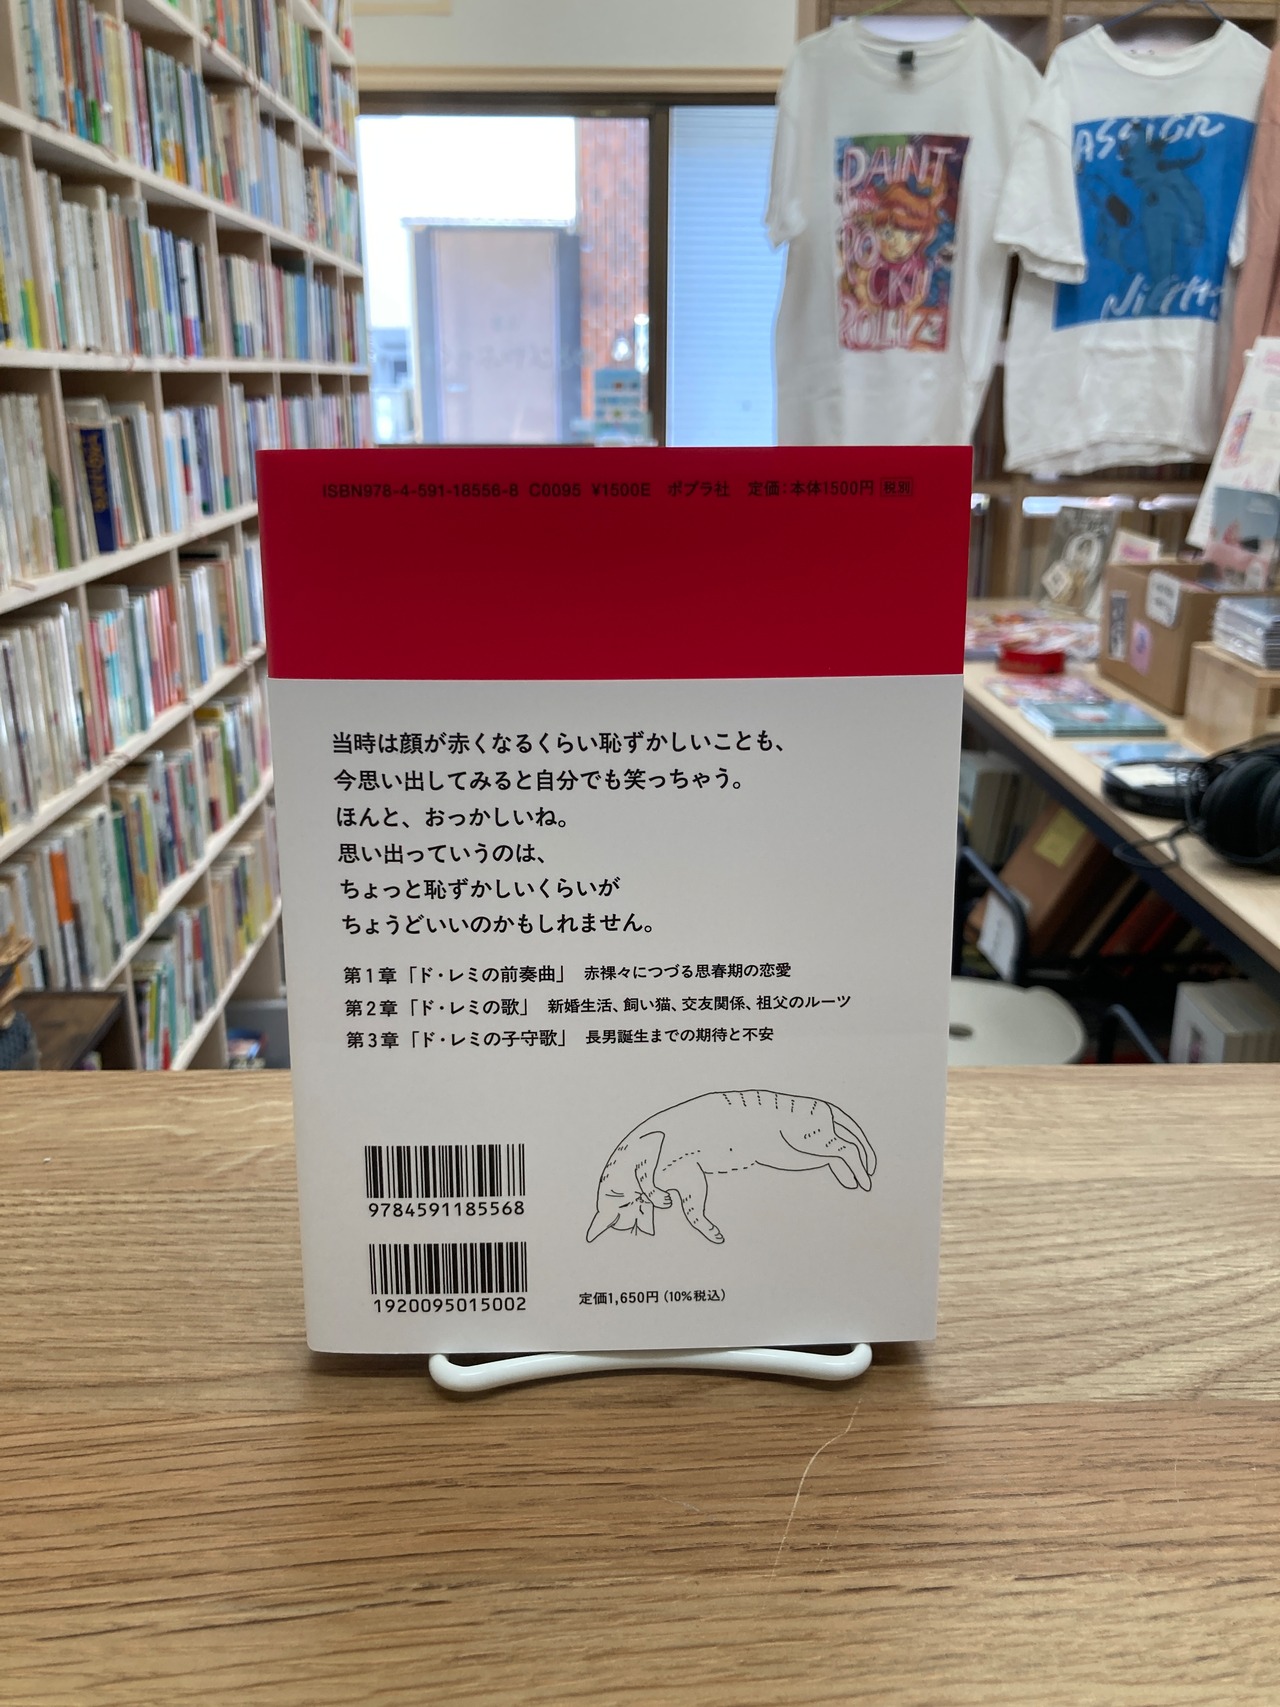 PAINT
ROCKY
NIGHT
ISBN978-4-591-18556-8 C0095 ¥1500E ポプラ社 定価:本体1500円 税別
当時は顔が赤くなるくらい恥ずかしいことも、
今思い出してみると自分でも笑っちゃう。
ほんと、おっかしいね。
思い出っていうのは、
ちょっと恥ずかしいくらいが
ちょうどいいのかもしれません。
第1章「ド・レミの前奏曲」 赤裸々につづる思春期の恋愛
第2章「ド・レミの歌」 新婚生活、飼い猫、交友関係、祖父のルーツ
第3章「ド・レミの子守歌」 長男誕生までの期待と不安
9784591185568
1920095015002
定価1,650円(10%税込)